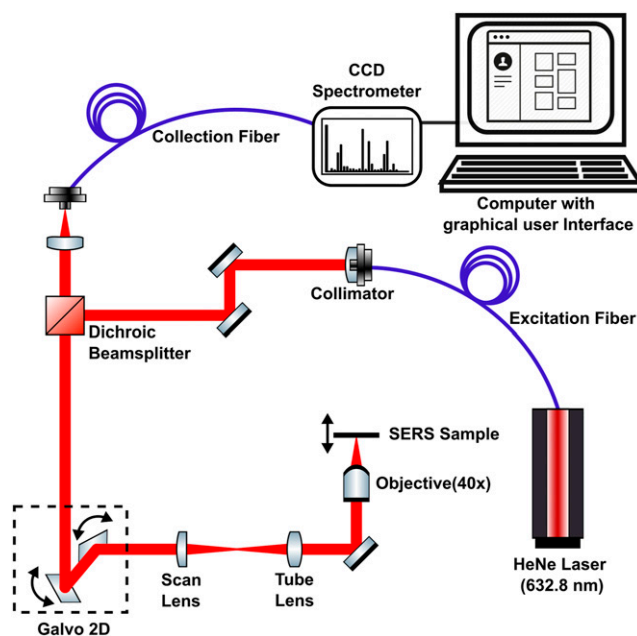 CCD
Spectrometer
Collection Fiber
Computer with
graphical user Interface
Collimator
Excitation Fiber
Dichroic
Beamsplitter
SERS Sample
Objective(40x)
Scan
Lens
Tube
Lens
HeNe Laser
(632.8 nm)
Galvo 2D